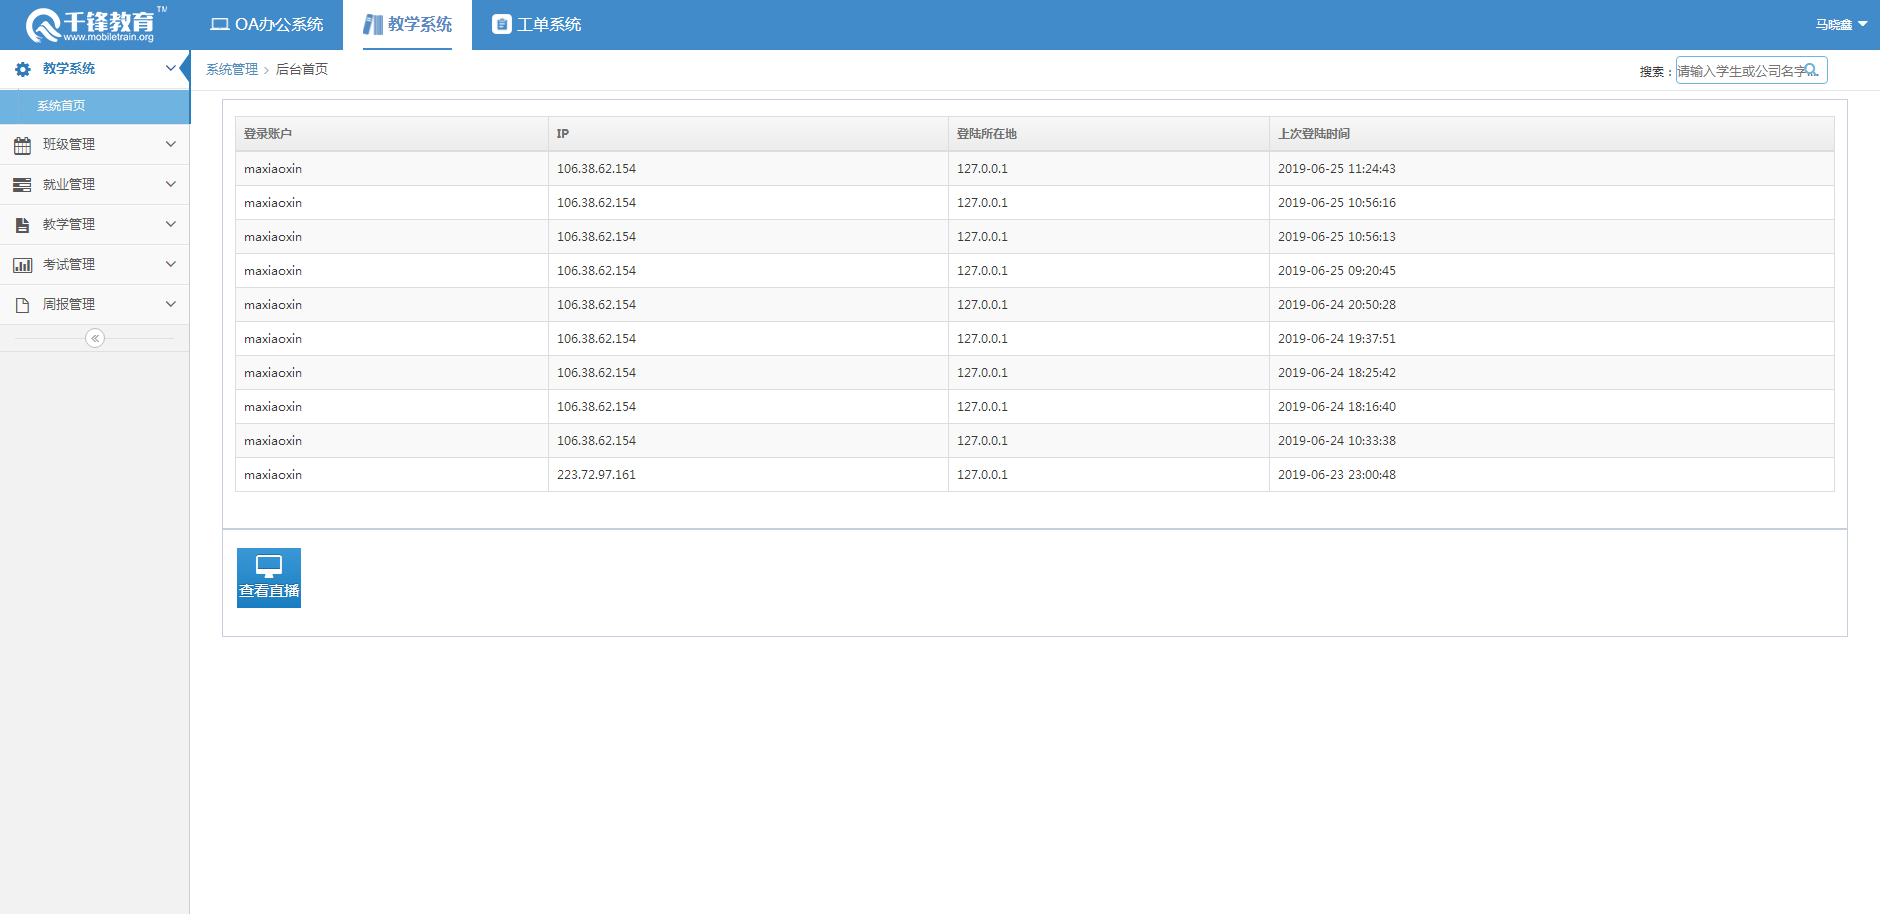 千锋教育 TM
www.mobiletrain.org
OA办公系统
教学系统
工单系统
马晓鑫
教学系统
系统首页
班级管理
就业管理
教学管理
考试管理
周报管理
系统管理 > 后台首页
搜索：
请输入学生或公司名字...
登录账户 IP 登陆所在地 上次登陆时间
maxiaoxin 106.38.62.154 127.0.0.1 2019-06-25 11:24:43
maxiaoxin 106.38.62.154 127.0.0.1 2019-06-25 10:56:16
maxiaoxin 106.38.62.154 127.0.0.1 2019-06-25 10:56:13
maxiaoxin 106.38.62.154 127.0.0.1 2019-06-25 09:20:45
maxiaoxin 106.38.62.154 127.0.0.1 2019-06-24 20:50:28
maxiaoxin 106.38.62.154 127.0.0.1 2019-06-24 19:37:51
maxiaoxin 106.38.62.154 127.0.0.1 2019-06-24 18:25:42
maxiaoxin 106.38.62.154 127.0.0.1 2019-06-24 18:16:40
maxiaoxin 106.38.62.154 127.0.0.1 2019-06-24 10:33:38
maxiaoxin 223.72.97.161 127.0.0.1 2019-06-23 23:00:48
查看直播